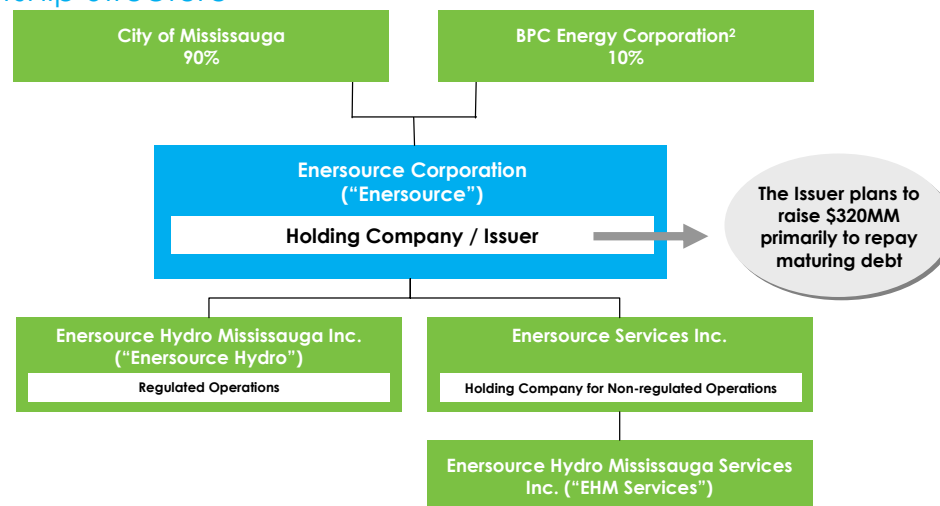 City of Mississauga
90%
BPC Energy Corporation²
10%
Enersource Corporation
(“Enersource”)
Holding Company / Issuer
The Issuer plans to
raise $320MM
primarily to repay
maturing debt
Enersource Hydro Mississauga Inc.
(“Enersource Hydro”)
Regulated Operations
Enersource Services Inc.
Holding Company for Non-regulated Operations
Enersource Hydro Mississauga Services
Inc. (“EHM Services”)